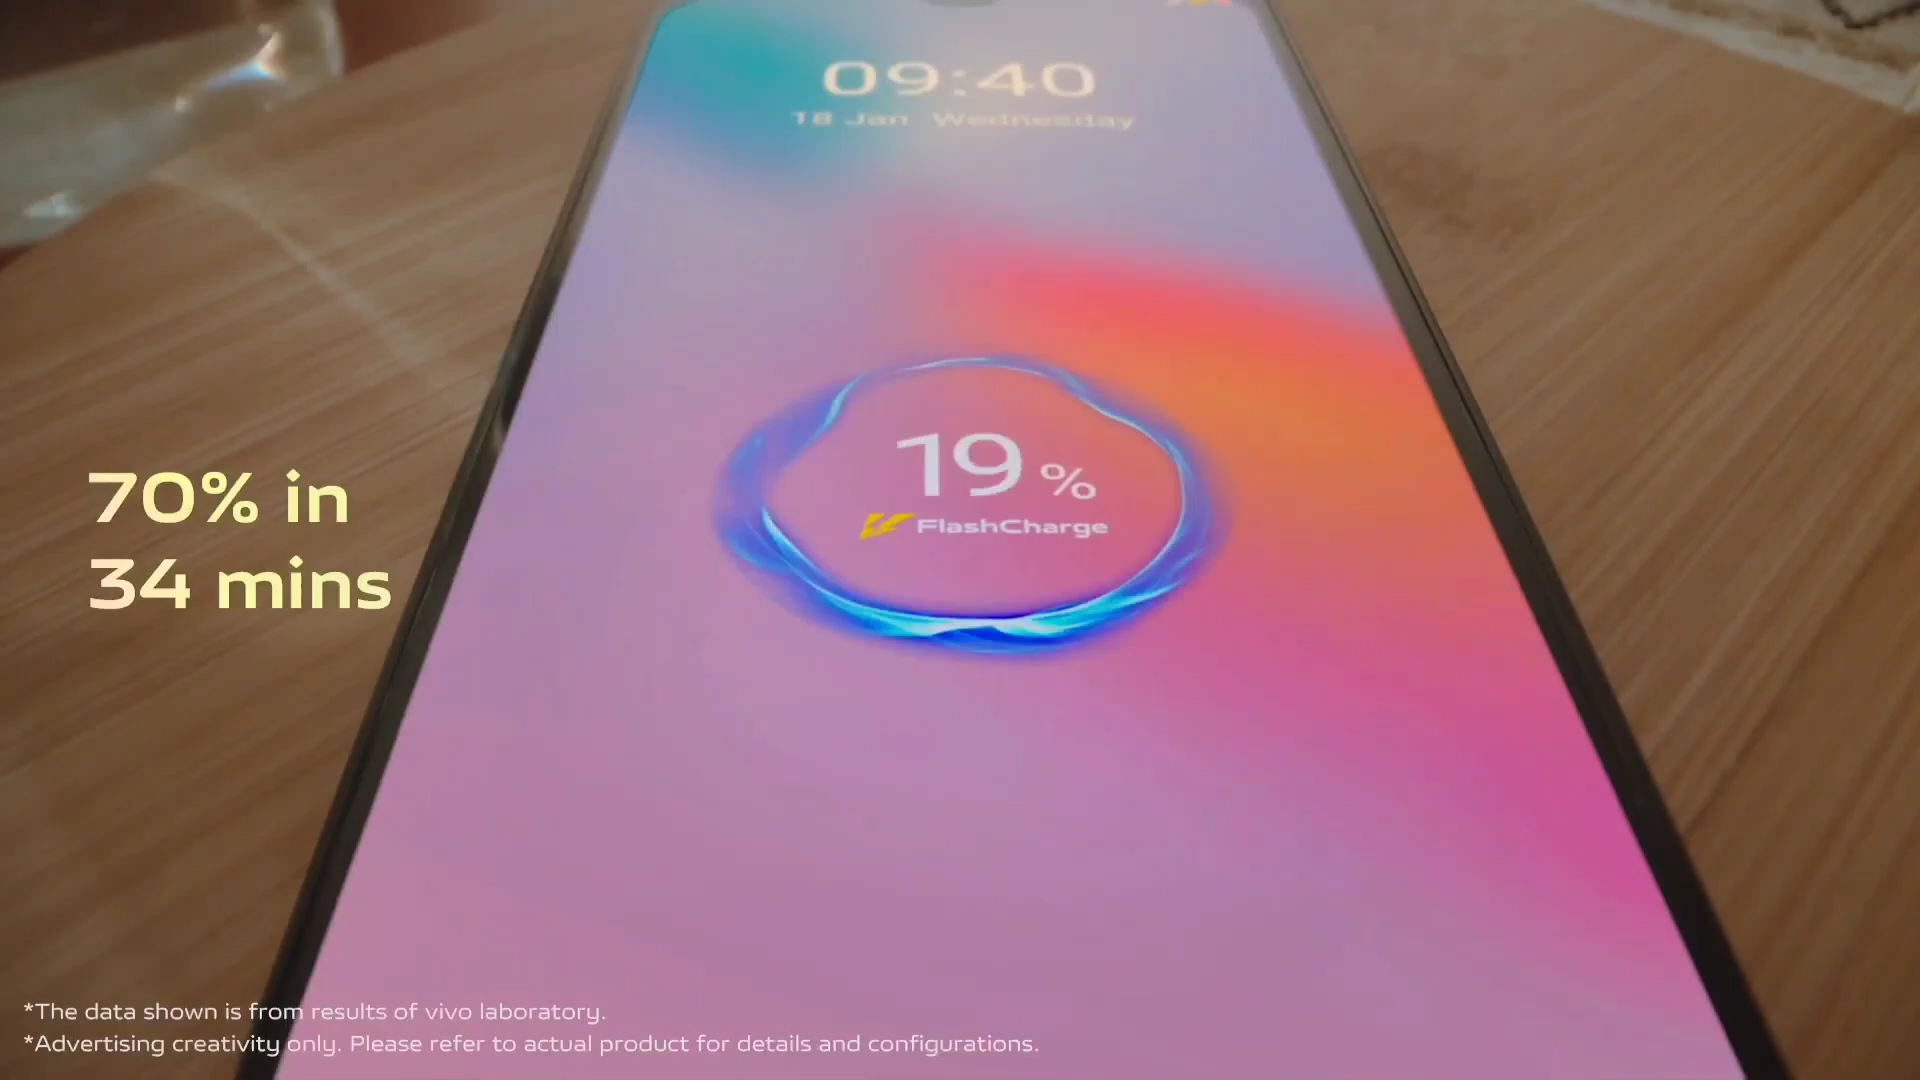 09:40
18 Jan Wednesday
19 %
FlashCharge
70% in
34 mins
*The data shown is from results of vivo laboratory.
*Advertising creativity only. Please refer to actual product for details and configurations.